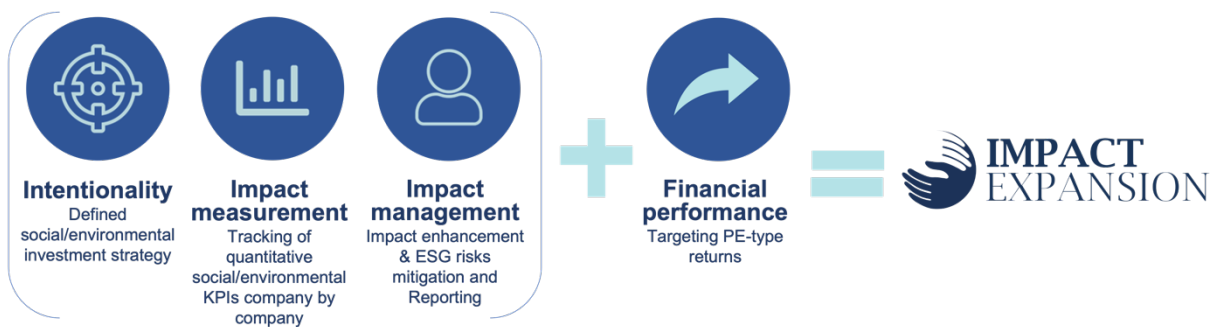 Intentionality
Defined
social/environmental
investment strategy
Impact
measurement
Tracking of
quantitative
social/environmental
KPIs company by
company
Impact
management
Impact enhancement
& ESG risks
mitigation and
Reporting
Financial
performance
Targeting PE-type
returns
IMPACT
EXPANSION